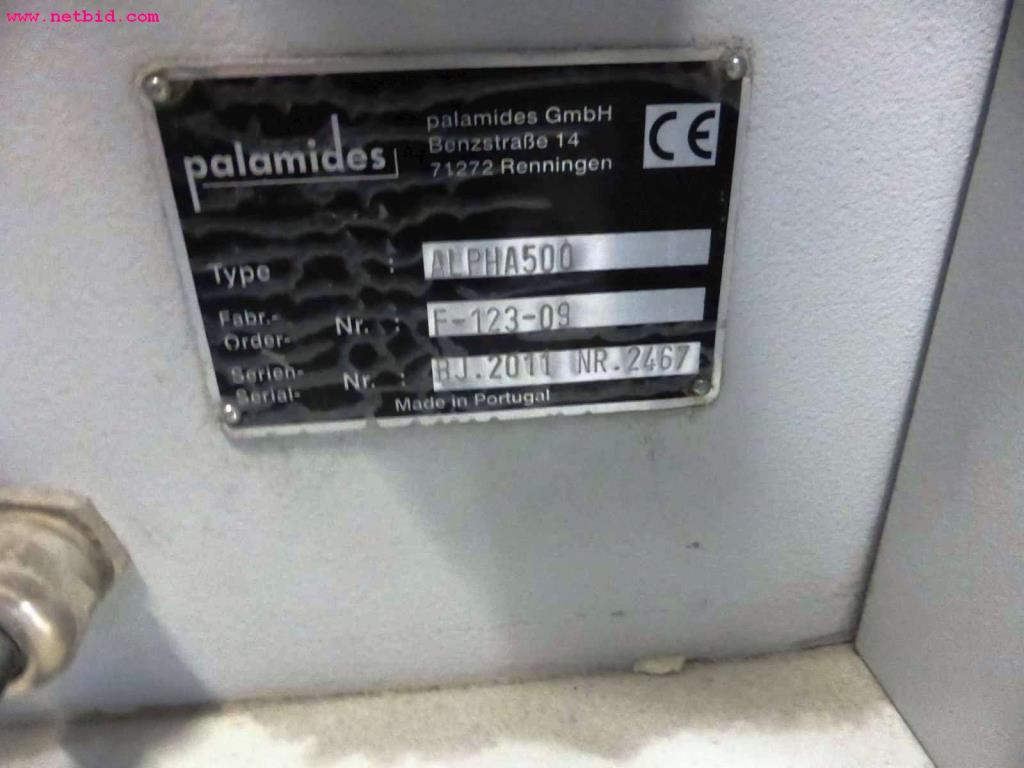 www.netbid.com
palamides
palamides GmbH
Benzstraße 14
71272 Renningen
CE
Type : ALPHA500
Fabr.-
Order- Nr. : F-123-09
Serien-
Serial- Nr. : BJ.2011 NR.2467
Made in Portugal